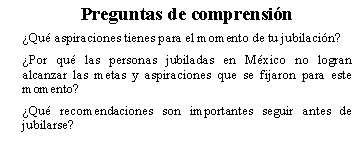 Preguntas de comprensión
¿Qué aspiraciones tienes para el momento de tu jubilación?
¿Por qué las personas jubiladas en México no logran
alcanzar las metas y aspiraciones que se fijaron para este
momento?
¿Qué recomendaciones son importantes seguir antes de
jubilarse?